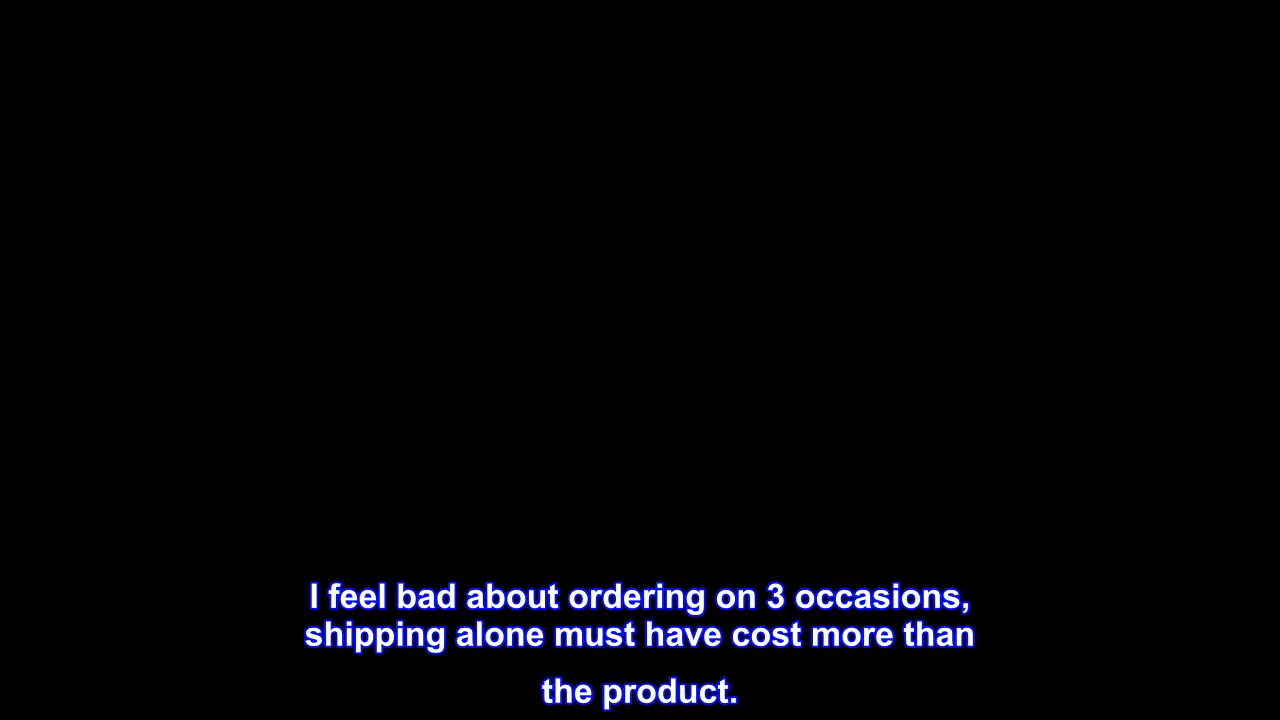 I feel bad about ordering on 3 occasions,
shipping alone must have cost more than
the product.